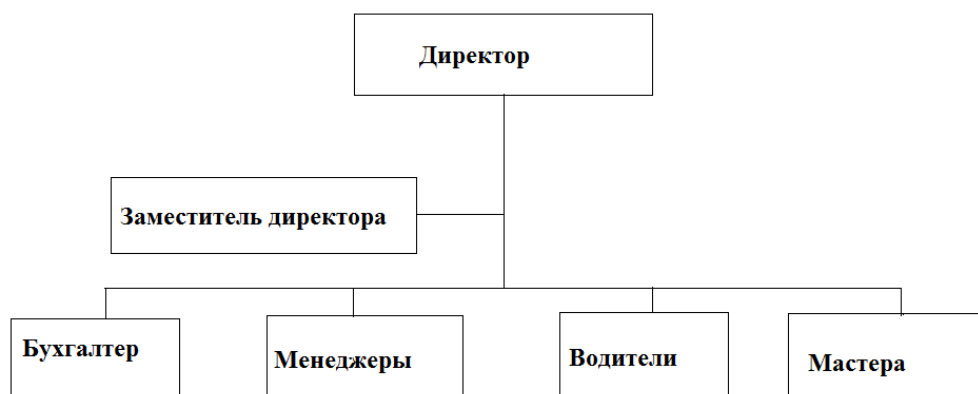 Директор
Заместитель директора
Бухгалтер
Менеджеры
Водители
Мастера